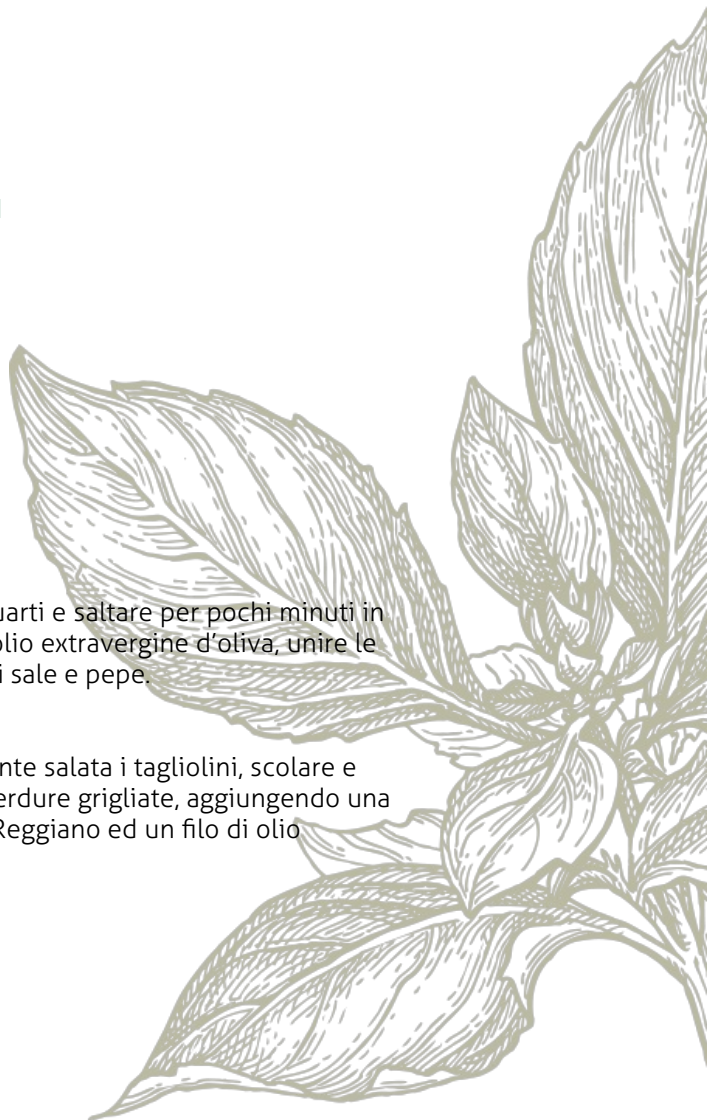 uarti e saltare per pochi minuti in
olio extravergine d'oliva, unire le
i sale e pepe.
nte salata i tagliolini, scolare e
erdure grigliate, aggiungendo una
Reggiano ed un filo di olio